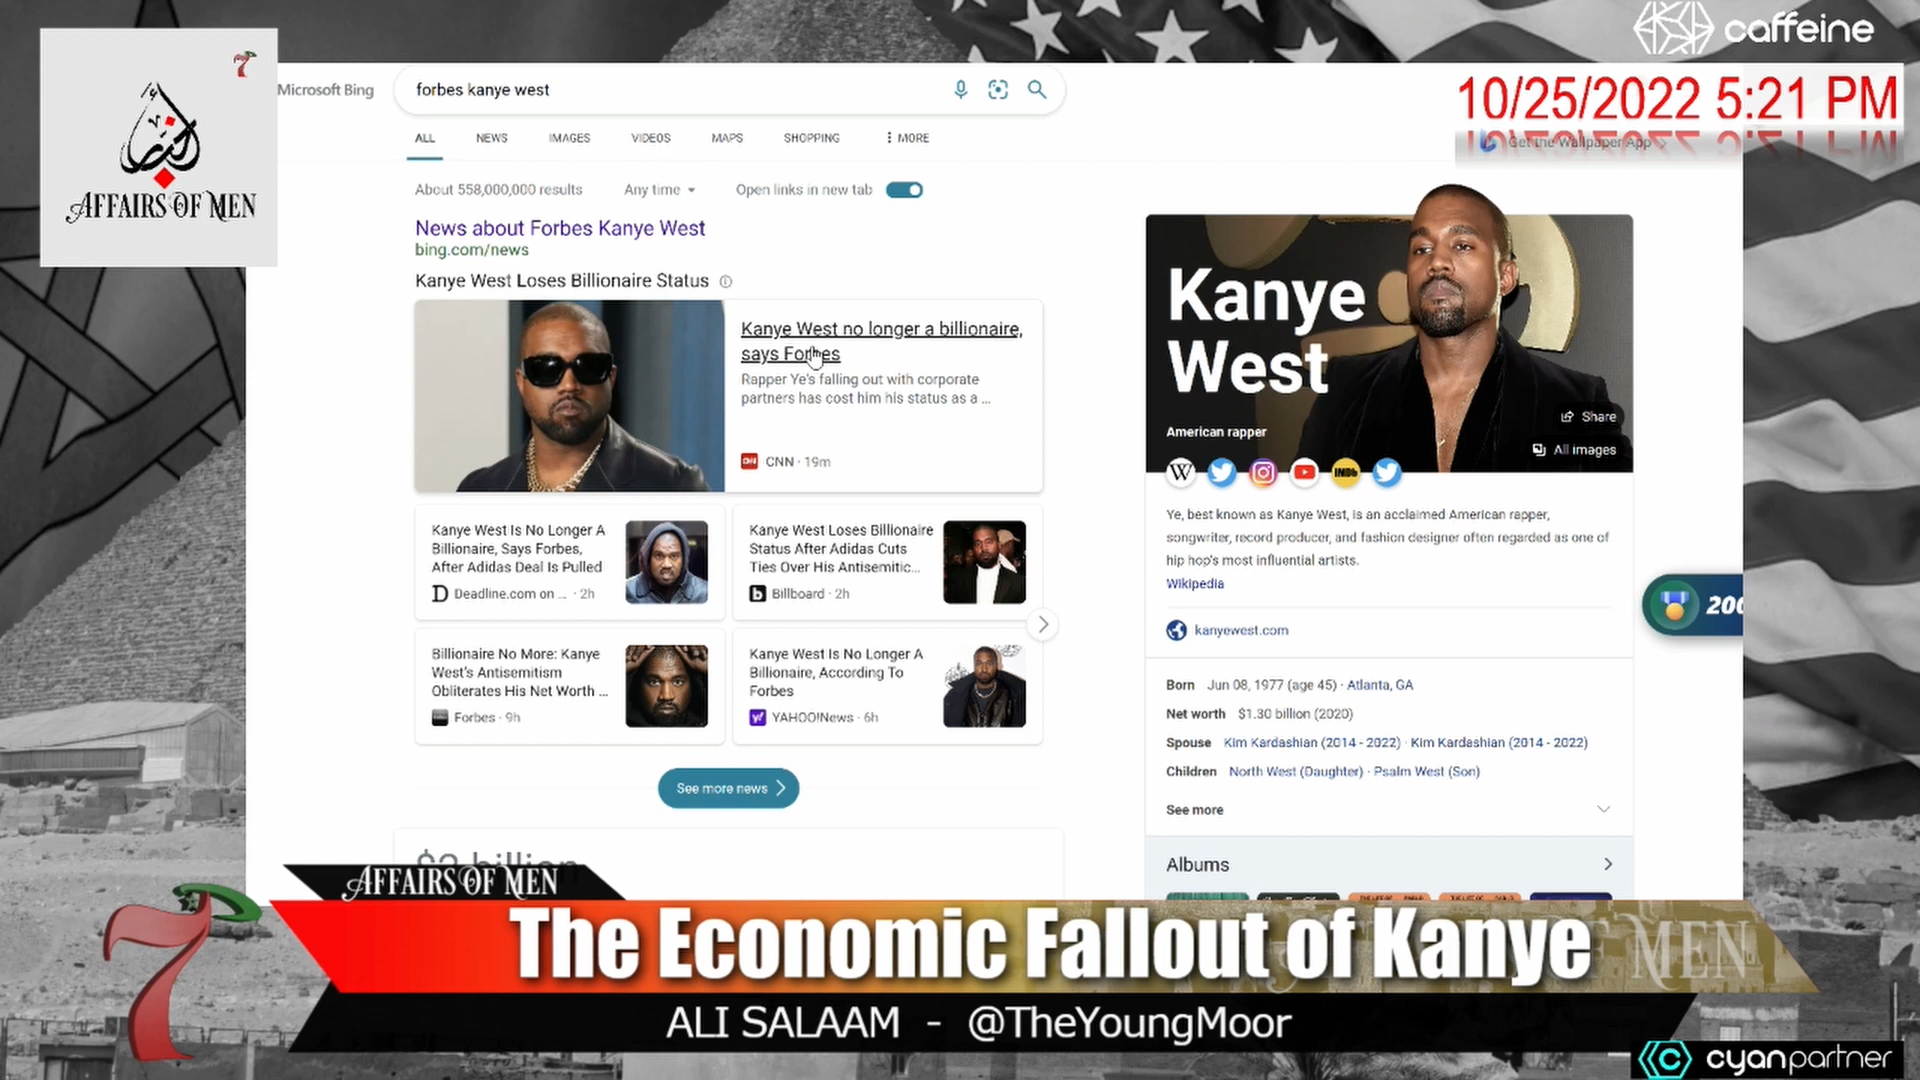 caffeine
10/25/2022 5:21 PM
AFFAIRS OF MEN
Microsoft Bing
forbes kanye west
ALL NEWS IMAGES VIDEOS MAPS SHOPPING MORE
Get the Wallpaper App
About 558,000,000 results Any time Open links in new tab
News about Forbes Kanye West
bing.com/news
Kanye West Loses Billionaire Status
Kanye West no longer a billionaire,
says Forbes
Rapper Ye's falling out with corporate
partners has cost him his status as a ...
CNN · 19m
Kanye West Is No Longer A
Billionaire, Says Forbes,
After Adidas Deal Is Pulled
Deadline.com on ... · 2h
Kanye West Loses Billionaire
Status After Adidas Cuts
Ties Over His Antisemitic...
Billboard · 2h
Billionaire No More: Kanye
West's Antisemitism
Obliterates His Net Worth ...
Forbes · 9h
Kanye West Is No Longer A
Billionaire, According To
Forbes
YAHOO!News · 6h
See more news
Kanye
West
American rapper
Share
All images
Ye, best known as Kanye West, is an acclaimed American rapper,
songwriter, record producer, and fashion designer often regarded as one of
hip hop's most influential artists.
Wikipedia
kanyewest.com
200
Born Jun 08, 1977 (age 45) · Atlanta, GA
Net worth $1.30 billion (2020)
Spouse Kim Kardashian (2014 - 2022) · Kim Kardashian (2014 - 2022)
Children North West (Daughter) · Psalm West (Son)
See more
Albums
AFFAIRS OF MEN
The Economic Fallout of Kanye
MEN
ALI SALAAM - @TheYoungMoor
cyanpartner